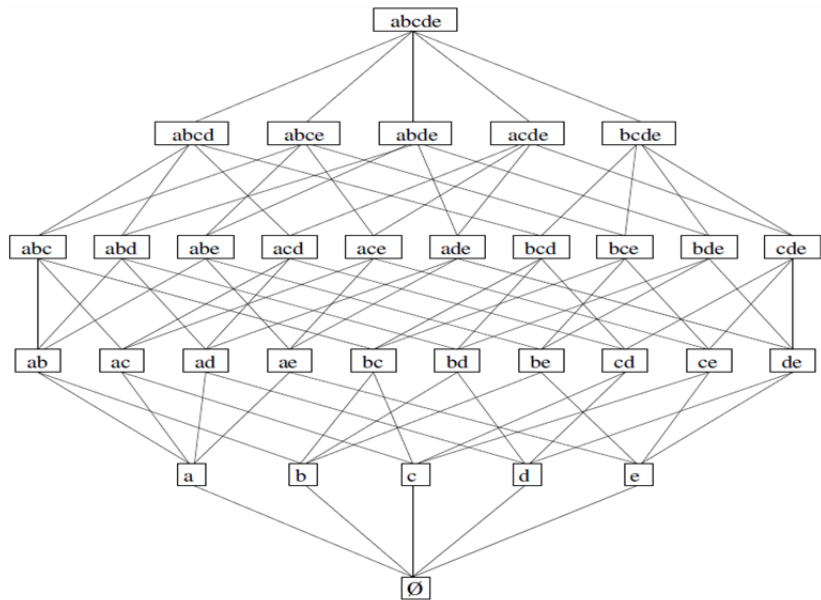 abcde
abcd abce abde acde bcde
abc abd abe acd ace ade bcd bce bde cde
ab ac ad ae bc bd be cd ce de
a b c d e
Ø